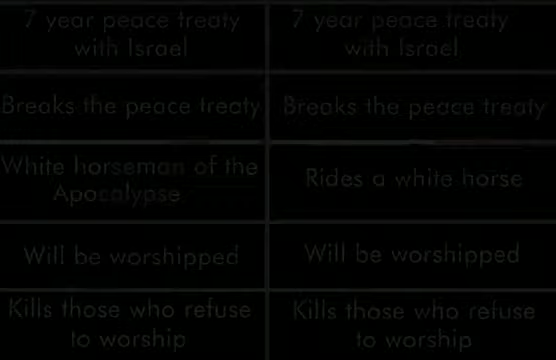 7 year peace treaty
with Israel
7 year peace treaty
with Israel
Breaks the peace treaty
Breaks the peace treaty
White horseman of the
Apocalypse
Rides a white horse
Will be worshipped
Will be worshipped
Kills those who refuse
to worship
Kills those who refuse
to worship